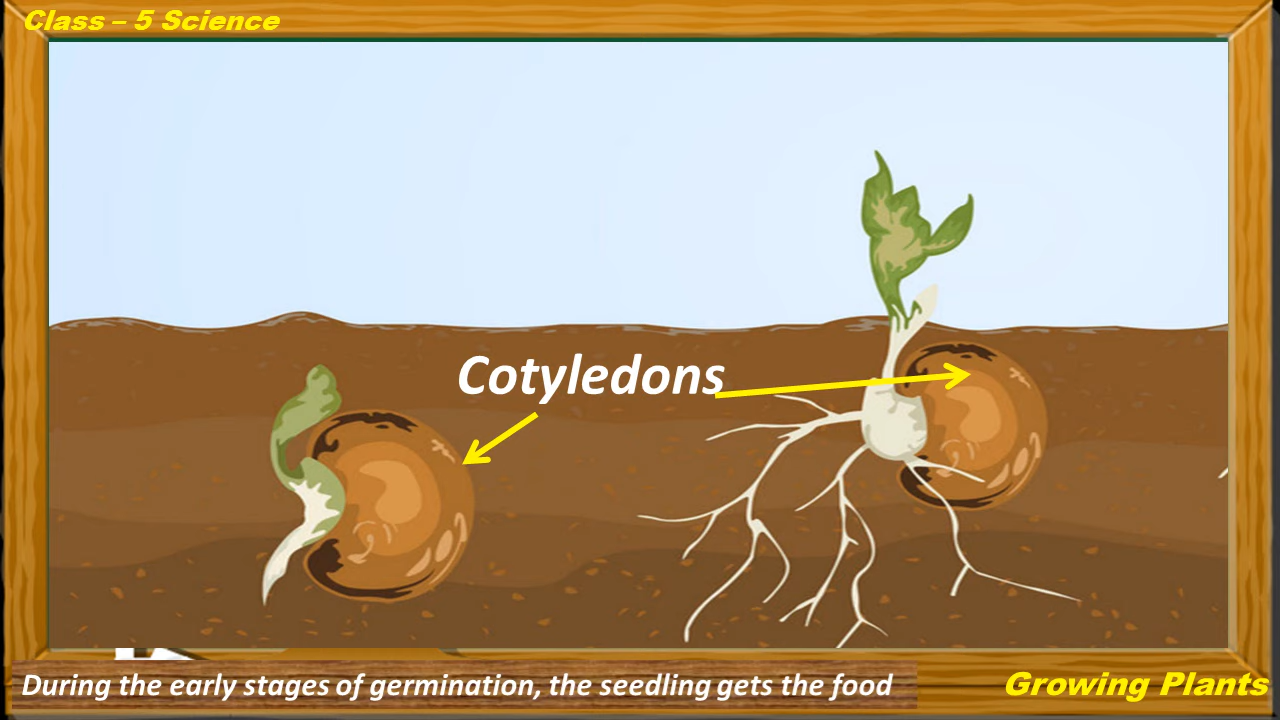 Class – 5 Science
Cotyledons
During the early stages of germination, the seedling gets the food
Growing Plants